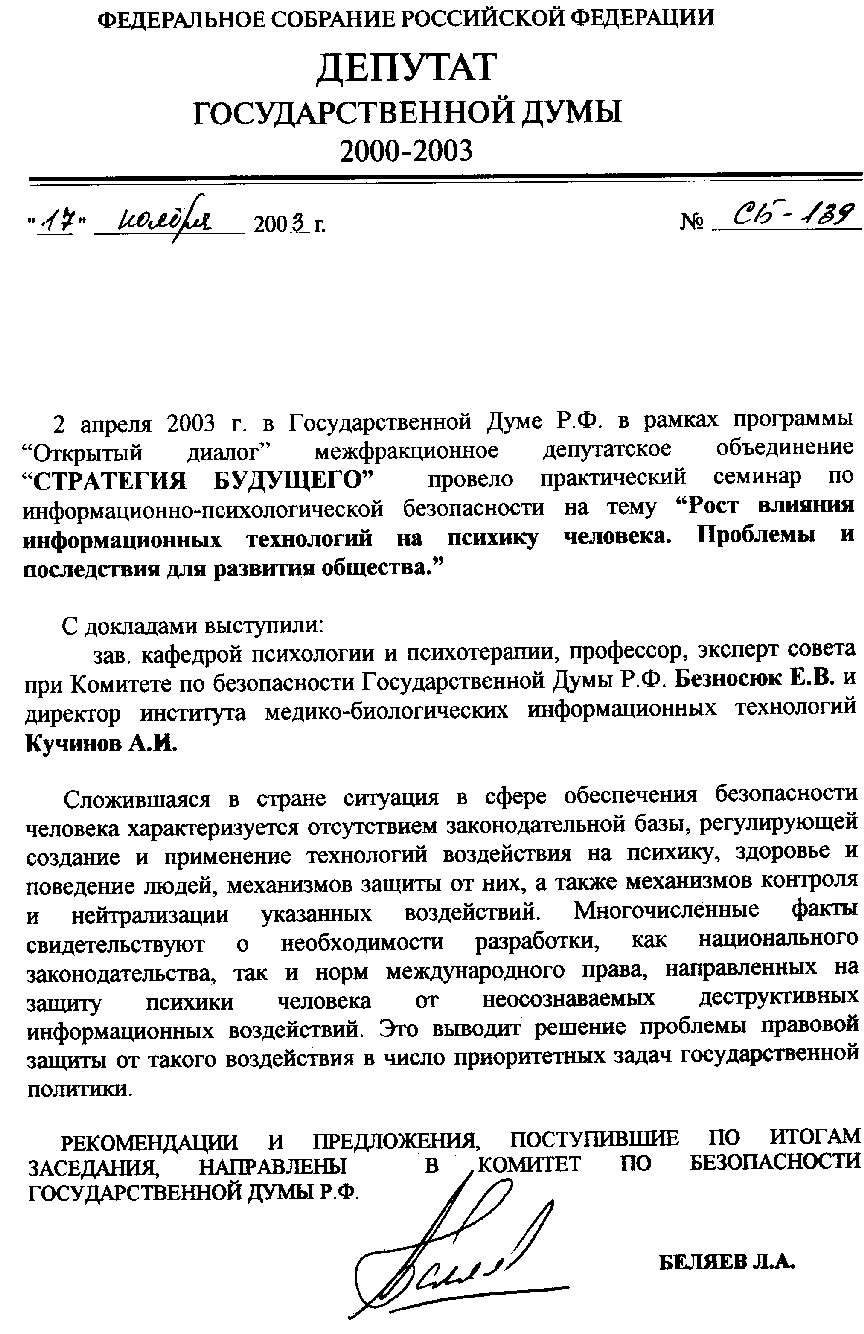 ФЕДЕРАЛЬНОЕ СОБРАНИЕ РОССИЙСКОЙ ФЕДЕРАЦИИ
ДЕПУТАТ
ГОСУДАРСТВЕННОЙ ДУМЫ
2000-2003
"17" ноября 2003 г. № СБ-139
2 апреля 2003 г. в Государственной Думе Р.Ф. в рамках программы
“Открытый диалог” межфракционное депутатское объединение
“СТРАТЕГИЯ БУДУЩЕГО” провело практический семинар по
информационно-психологической безопасности на тему “Рост влияния
информационных технологий на психику человека. Проблемы и
последствия для развития общества.”
С докладами выступили:
зав. кафедрой психологии и психотерапии, профессор, эксперт совета
при Комитете по безопасности Государственной Думы Р.Ф. Безносюк Е.В. и
директор института медико-биологических информационных технологий
Кучинов А.И.
Сложившаяся в стране ситуация в сфере обеспечения безопасности
человека характеризуется отсутствием законодательной базы, регулирующей
создание и применение технологий воздействия на психику, здоровье и
поведение людей, механизмов защиты от них, а также механизмов контроля
и нейтрализации указанных воздействий. Многочисленные факты
свидетельствуют о необходимости разработки, как национального
законодательства, так и норм международного права, направленных на
защиту психики человека от неосознаваемых деструктивных
информационных воздействий. Это выводит решение проблемы правовой
защиты от такого воздействия в число приоритетных задач государственной
политики.
РЕКОМЕНДАЦИИ И ПРЕДЛОЖЕНИЯ, ПОСТУПИВШИЕ ПО ИТОГАМ
ЗАСЕДАНИЯ, НАПРАВЛЕНЫ В КОМИТЕТ ПО БЕЗОПАСНОСТИ
ГОСУДАРСТВЕННОЙ ДУМЫ Р.Ф.
БЕЛЯЕВ Л.А.